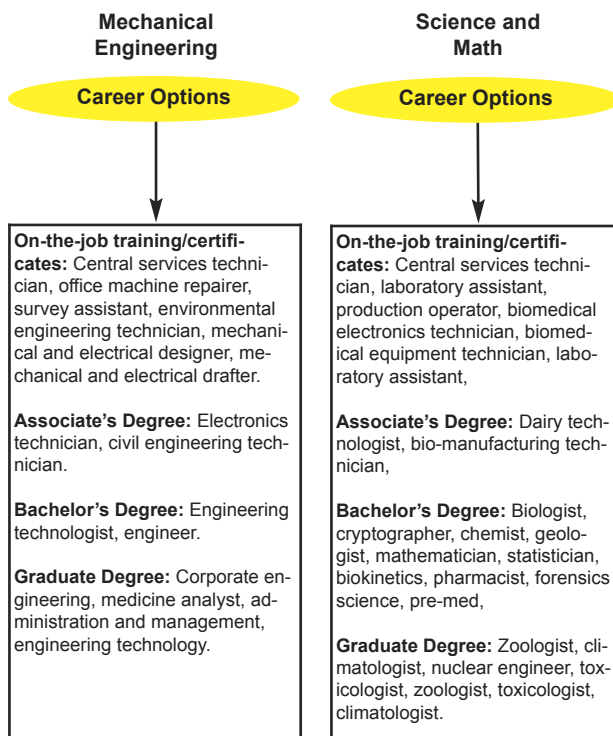 Mechanical
Engineering
Career Options
On-the-job training/certifi-
cates: Central services techni-
cian, office machine repairer,
survey assistant, environmental
engineering technician, mechani-
cal and electrical designer, me-
chanical and electrical drafter.
Associate's Degree: Electronics
technician, civil engineering tech-
nician.
Bachelor's Degree: Engineering
technologist, engineer.
Graduate Degree: Corporate en-
gineering, medicine analyst, ad-
ministration and management,
engineering technology.
Science and
Math
Career Options
On-the-job training/certifi-
cates: Central services techni-
cian, laboratory assistant,
production operator, biomedical
electronics technician, biomed-
ical equipment technician, labo-
ratory assistant,
Associate's Degree: Dairy tech-
nologist, bio-manufacturing tech-
nician,
Bachelor's Degree: Biologist,
cryptographer, chemist, geolo-
gist, mathematician, statistician,
biokinetics, pharmacist, forensics
science, pre-med,
Graduate Degree: Zoologist, cli-
matologist, nuclear engineer, tox-
icologist, zoologist, toxicologist,
climatologist.